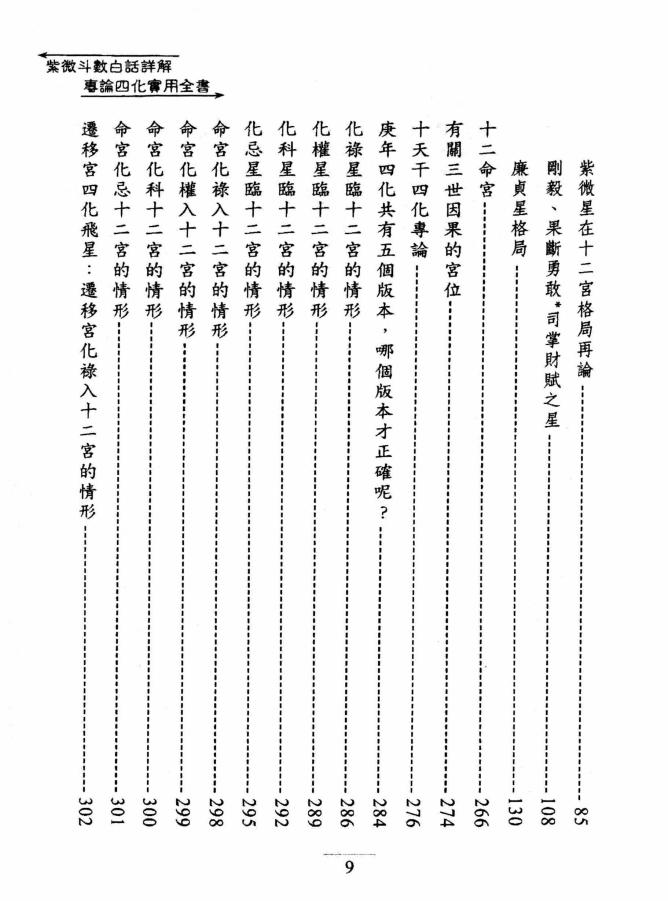 紫微斗數白話詳解
專論四化實用全書
紫微星在十二宮格局再論 85
剛毅、果斷勇敢*司掌財賦之星 108
廉貞星格局 130
十二命宮 266
有關三世因果的宮位 274
十天干四化專論 276
庚年四化共有五個版本,哪個版本才正確呢? 284
化祿星臨十二宮的情形 286
化權星臨十二宮的情形 289
化科星臨十二宮的情形 292
化忌星臨十二宮的情形 295
命宮化祿入十二宮的情形 298
命宮化權入十二宮的情形 299
命宮化科十二宮的情形 300
命宮化忌十二宮的情形 301
遷移宮四化飛星:遷移宮化祿入十二宮的情形 302
9